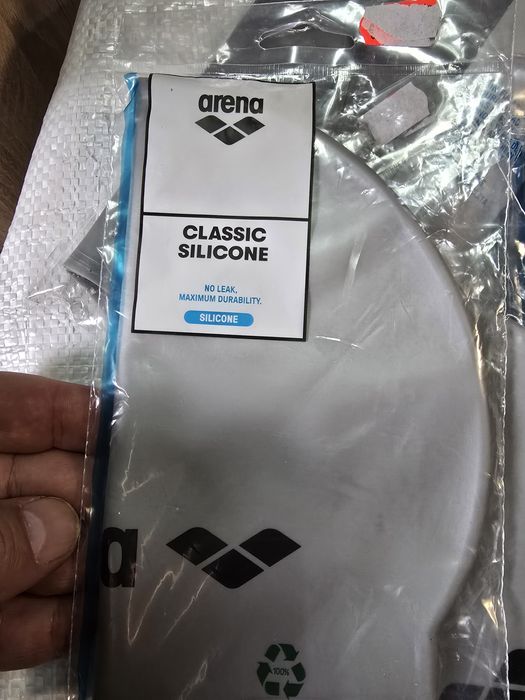 arena
CLASSIC
SILICONE
NO LEAK,
MAXIMUM DURABILITY.
SILICONE
a
100%